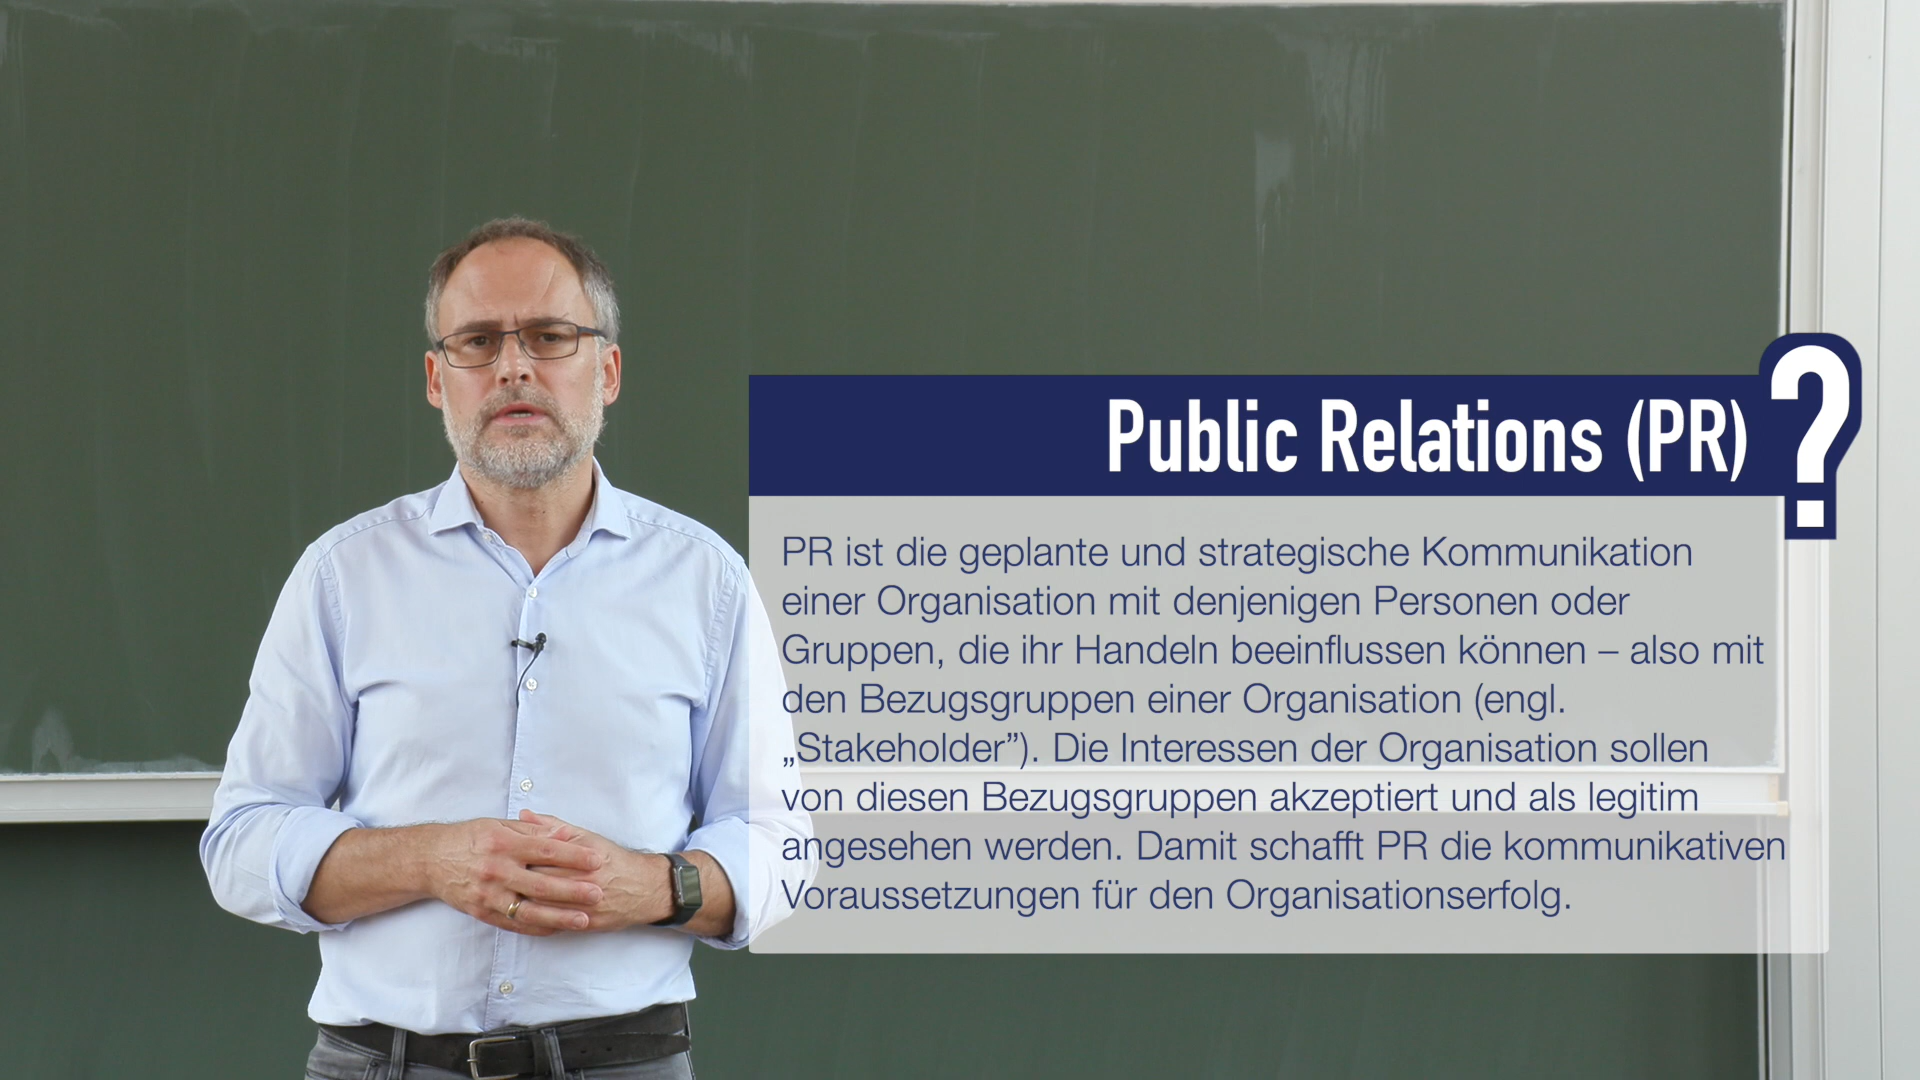 Public Relations (PR) ?
PR ist die geplante und strategische Kommunikation
einer Organisation mit denjenigen Personen oder
Gruppen, die ihr Handeln beeinflussen können – also mit
den Bezugsgruppen einer Organisation (engl.
„Stakeholder”). Die Interessen der Organisation sollen
von diesen Bezugsgruppen akzeptiert und als legitim
angesehen werden. Damit schafft PR die kommunikativen
Voraussetzungen für den Organisationserfolg.